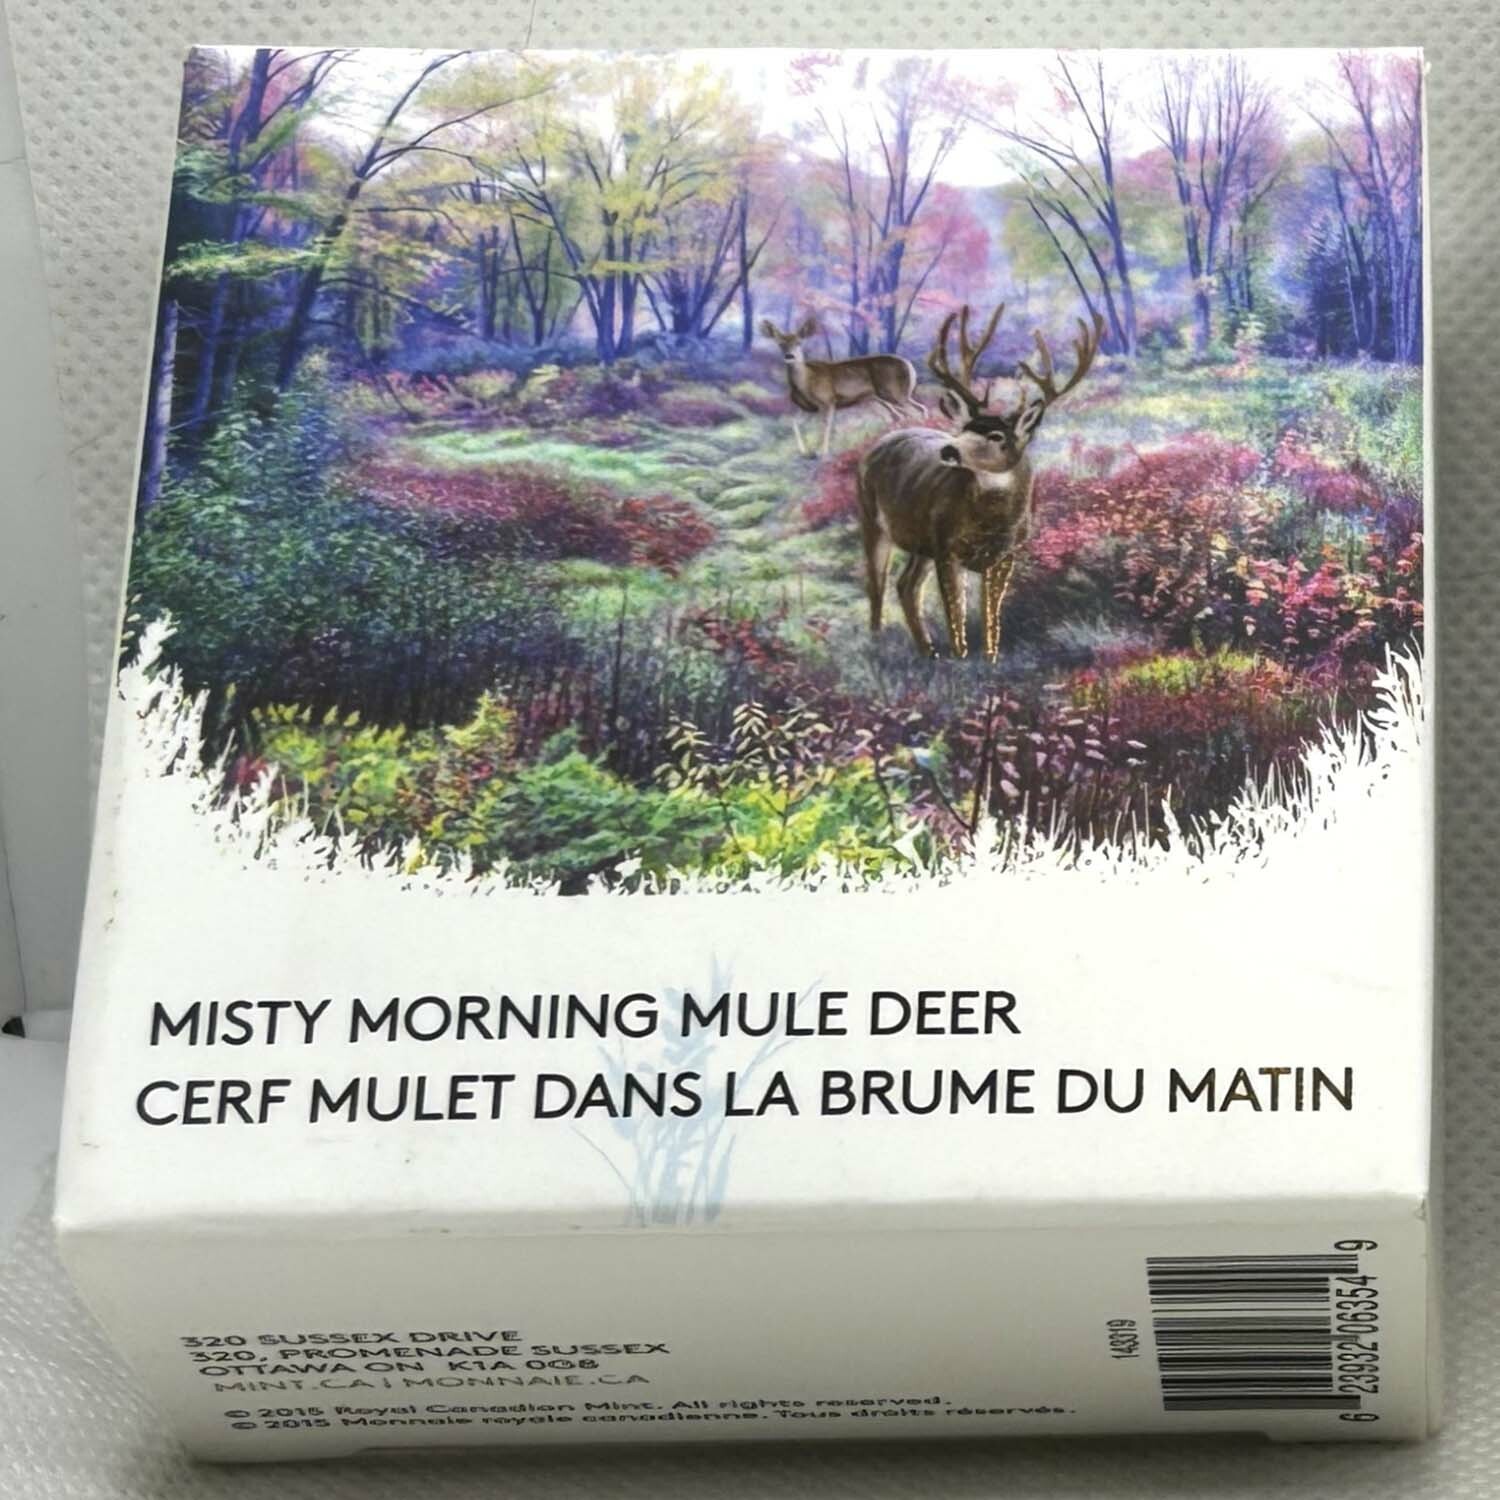 MISTY MORNING MULE DEER
CERF MULET DANS LA BRUME DU MATIN
320 SUSSEX DRIVE
320, PROMENADE SUSSEX
OTTAWA ON K1A 0G8
MINT.CA | MONNAIE.CA
© 2015 Royal Canadian Mint. All rights reserved.
© 2015 Monnaie royale canadienne. Tous droits réservés.
143319
6 23932 06354 9